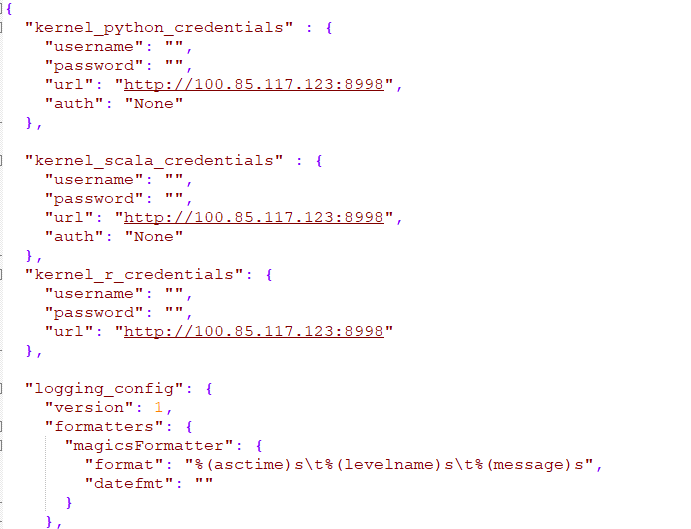 {
"kernel_python_credentials" : {
"username": "",
"password": "",
"url": "http://100.85.117.123:8998",
"auth": "None"
},
"kernel_scala_credentials" : {
"username": "",
"password": "",
"url": "http://100.85.117.123:8998",
"auth": "None"
},
"kernel_r_credentials": {
"username": "",
"password": "",
"url": "http://100.85.117.123:8998"
},
"logging_config": {
"version": 1,
"formatters": {
"magicsFormatter": {
"format": "%(asctime)s\t%(levelname)s\t%(message)s",
"datefmt": ""
}
},